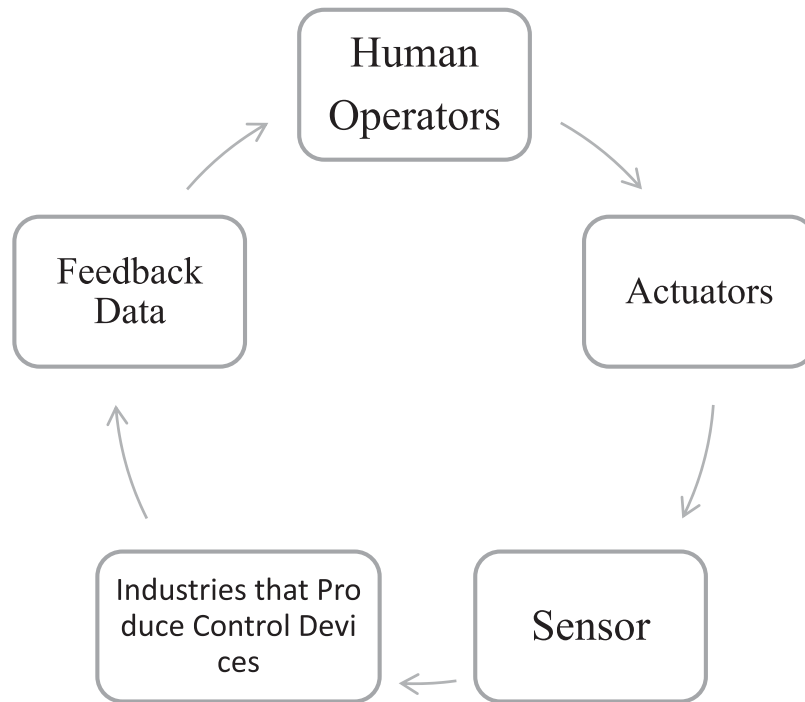 Human
Operators
Feedback
Data
Actuators
Industries that Pro
duce Control Devi
ces
Sensor